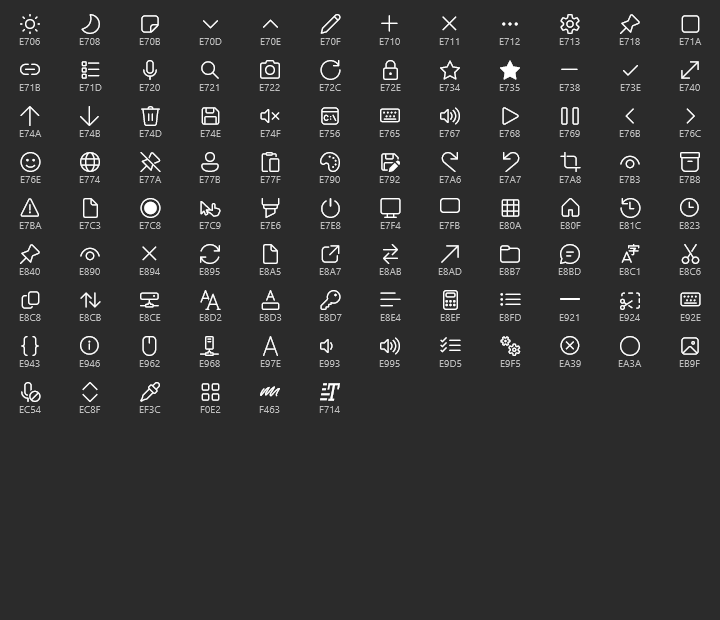 E706 E708 E70B E70D E70E E70F E710 E711 E712 E713 E718 E71A
E71B E71D E720 E721 E722 E72C E72E E734 E735 E738 E73E E740
E74A E74B E74D E74E E74F E756 E765 E767 E768 E769 E76B E76C
E76E E774 E77A E77B E77F E790 E792 E7A6 E7A7 E7A8 E7B3 E7B8
E7BA E7C3 E7C8 E7C9 E7E6 E7E8 E7F4 E7FB E80A E80F E81C E823
E840 E890 E894 E895 E8A5 E8A7 E8AB E8AD E8B7 E8BD E8C1 E8C6
E8C8 E8CB E8CE E8D2 E8D3 E8D7 E8E4 E8EF E8FD E921 E924 E92E
E943 E946 E962 E968 E97E E993 E995 E9D5 E9F5 EA39 EA3A EB9F
EC54 EC8F EF3C F0E2 F463 F714